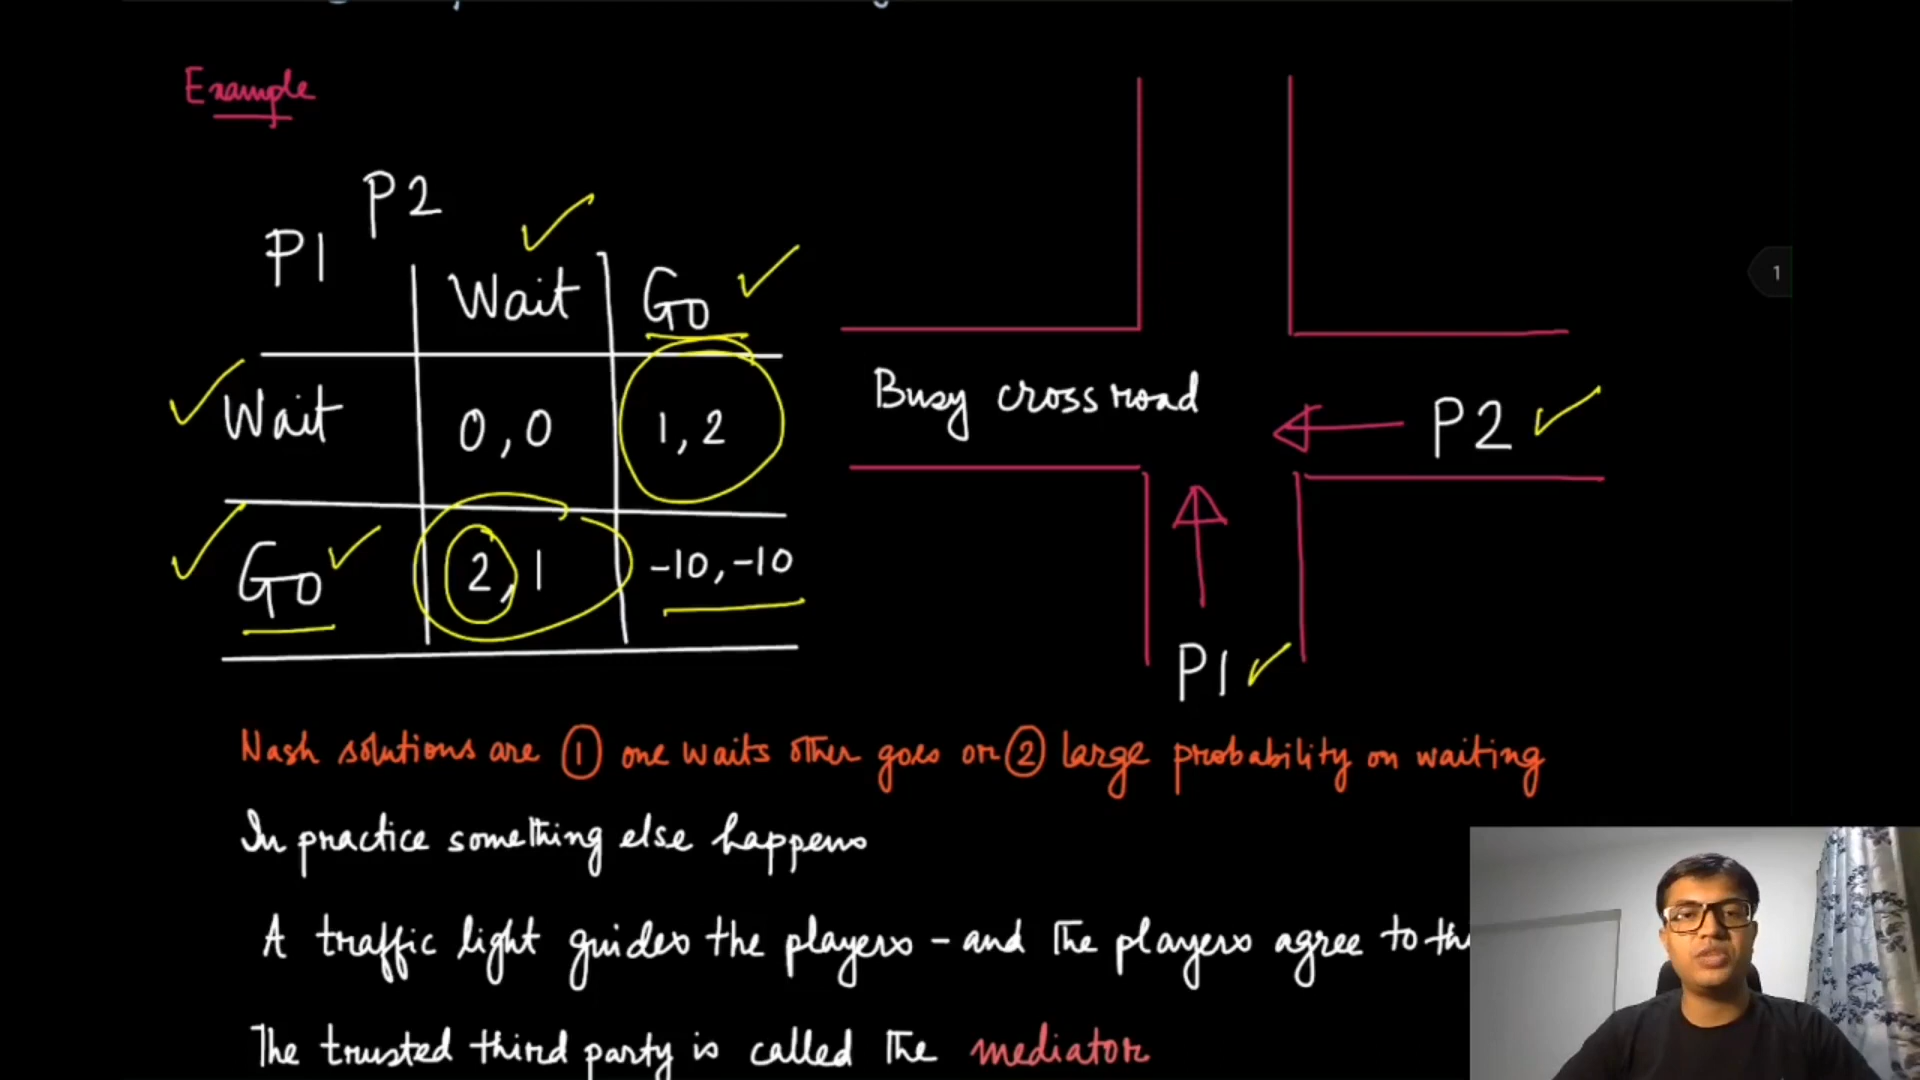 Example
P2
P1
Wait Go
Wait 0,0 1,2
Go 2,1 -10,-10
Busy cross road
P2
P1
1
Nash solutions are ① one waits other goes or ② large probability on waiting
In practice something else happens
A traffic light guides the players - and the players agree to
The trusted third party is called the mediator